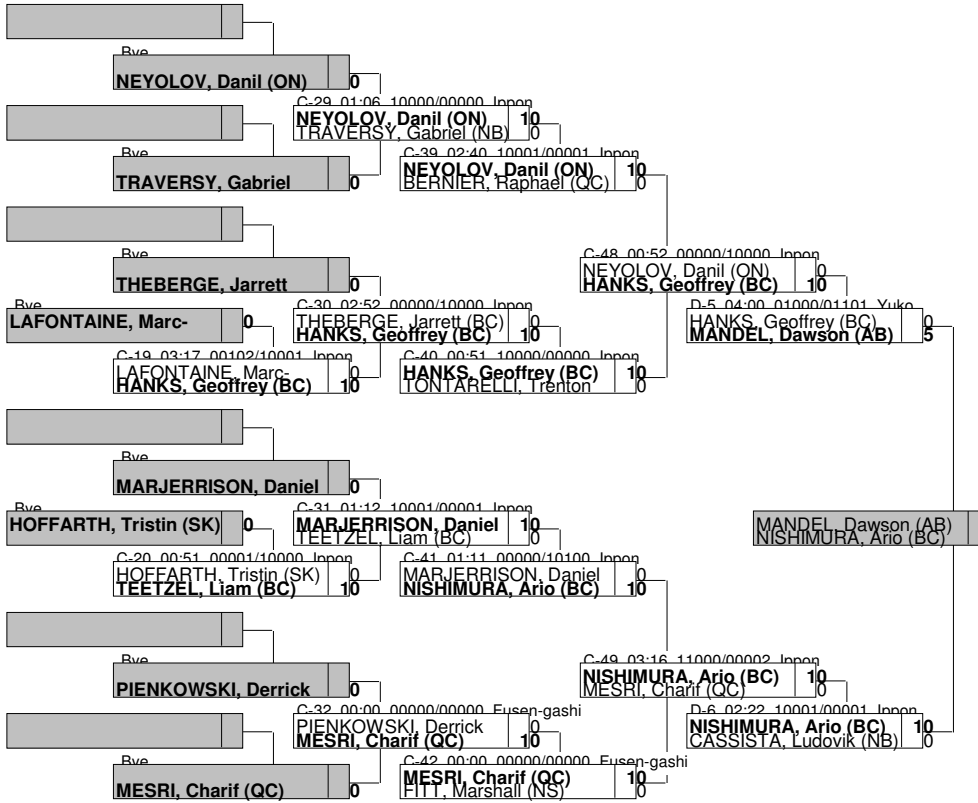 Bye
NEYOLOV, Danil (ON) 0
C-29 01:06 10000/00000 Ippon
NEYOLOV, Danil (ON) 10
TRAVERSY, Gabriel (NB) 0
TRAVERSY, Gabriel 0
C-39 02:40 10001/00001 Ippon
NEYOLOV, Danil (ON) 10
BERNIER, Raphael (QC) 0
Bye
THEBERGE, Jarrett 0
C-48 00:52 00000/10000 Ippon
NEYOLOV, Danil (ON) 0
HANKS, Geoffrey (BC) 10
Bye
LAFONTAINE, Marc- 0
C-30 02:52 00000/10000 Ippon
THEBERGE, Jarrett (BC) 0
HANKS, Geoffrey (BC) 10
D-5 04:00 01000/01101 Yuko
HANKS, Geoffrey (BC) 0
MANDEL, Dawson (AB) 5
C-19 03:17 00102/10001 Ippon
LAFONTAINE, Marc- 0
HANKS, Geoffrey (BC) 10
C-40 00:51 10000/00000 Ippon
HANKS, Geoffrey (BC) 10
TONTARELLI, Trenton 0
Bye
MARJERRISON, Daniel 0
Bye
HOFFARTH, Tristin (SK) 0
C-31 01:12 10001/00001 Ippon
MARJERRISON, Daniel 10
TEETZEL, Liam (BC) 0
MANDEL, Dawson (AB)
NISHIMURA, Ario (BC)
C-20 00:51 00001/10000 Ippon
HOFFARTH, Tristin (SK) 0
TEETZEL, Liam (BC) 10
C-41 01:11 00000/10100 Ippon
MARJERRISON, Daniel 0
NISHIMURA, Ario (BC) 10
Bye
PIENKOWSKI, Derrick 0
C-49 03:16 11000/00002 Ippon
NISHIMURA, Ario (BC) 10
MESRI, Charif (QC) 0
C-32 00:00 00000/00000 Fusen-gashi
PIENKOWSKI, Derrick 0
MESRI, Charif (QC) 10
D-6 02:22 10001/00001 Ippon
NISHIMURA, Ario (BC) 10
CASSISTA, Ludovik (NB) 0
Bye
MESRI, Charif (QC) 0
C-42 00:00 00000/00000 Fusen-gashi
MESRI, Charif (QC) 10
FITT, Marshall (NS) 0